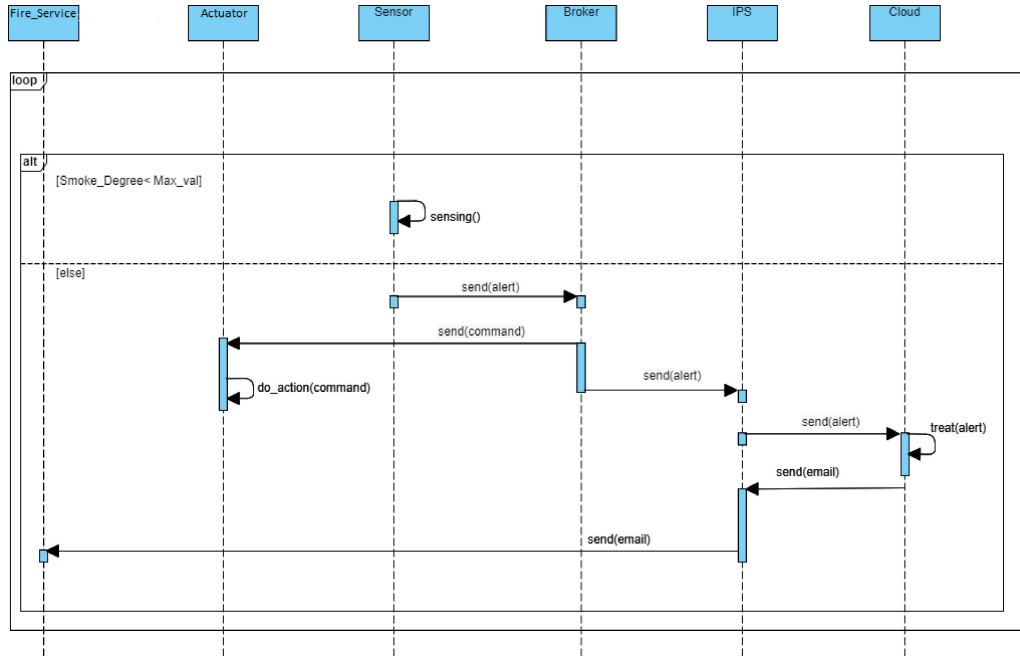 Fire_Service
Actuator
Sensor
Broker
IPS
Cloud
loop
alt
[Smoke_Degree< Max_val]
sensing()
[else]
send(alert)
send(command)
do_action(command)
send(alert)
send(alert)
treat(alert)
send(email)
send(email)